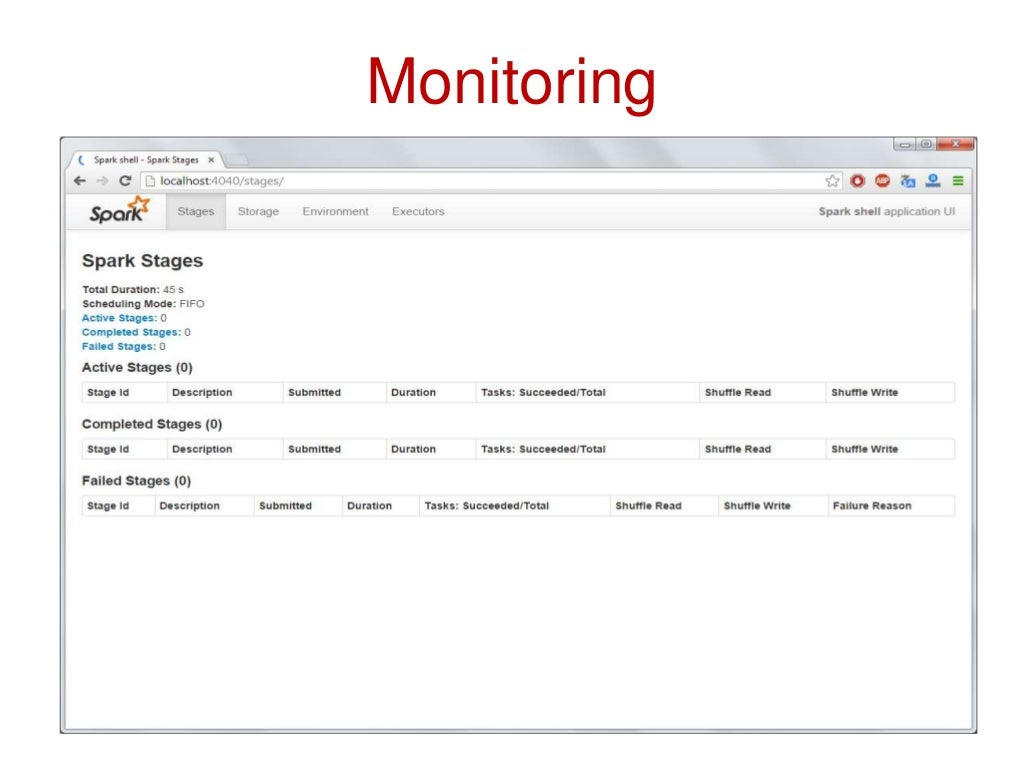 Monitoring
Spark shell - Spark Stages ×
localhost:4040/stages/
ABP
Spark Stages Storage Environment Executors Spark shell application UI
Spark Stages
Total Duration: 45 s
Scheduling Mode: FIFO
Active Stages: 0
Completed Stages: 0
Failed Stages: 0
Active Stages (0)
Stage Id Description Submitted Duration Tasks: Succeeded/Total Shuffle Read Shuffle Write
Completed Stages (0)
Stage Id Description Submitted Duration Tasks: Succeeded/Total Shuffle Read Shuffle Write
Failed Stages (0)
Stage Id Description Submitted Duration Tasks: Succeeded/Total Shuffle Read Shuffle Write Failure Reason